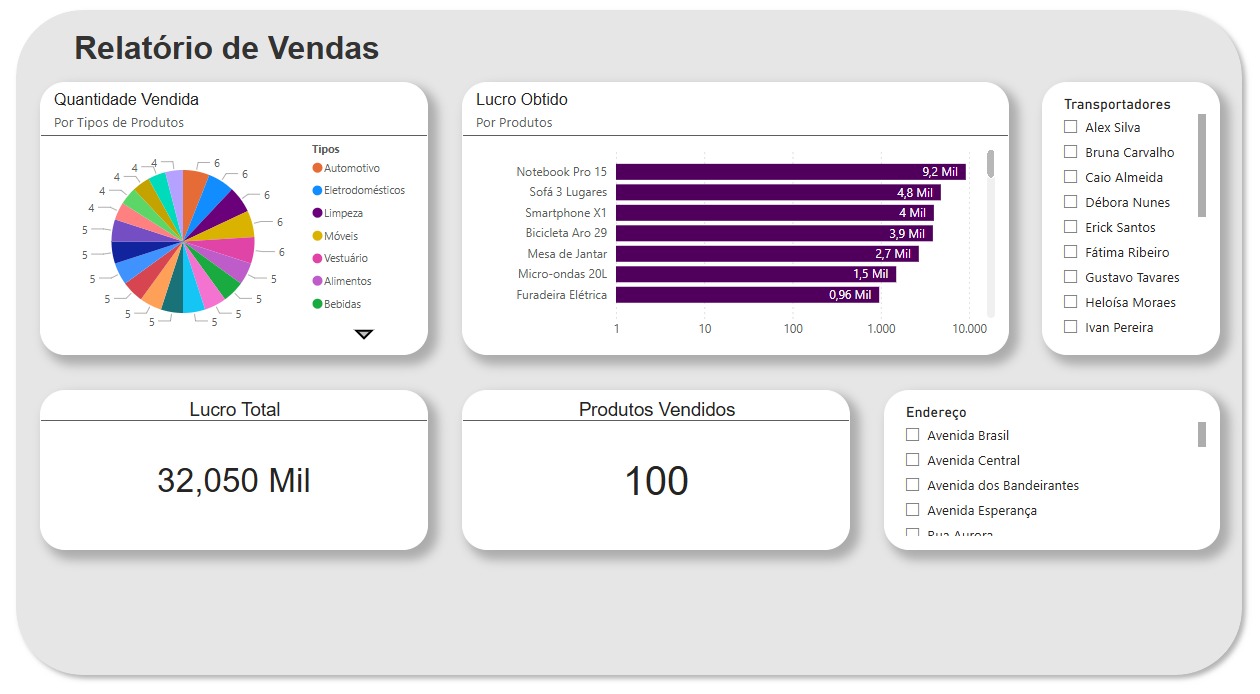 Relatório de Vendas
Quantidade Vendida
Por Tipos de Produtos
Tipos
Automotivo
Eletrodomésticos
Limpeza
Móveis
Vestuário
Alimentos
Bebidas
6
6
6
6
6
5
5
5
5
5
5
5
5
5
5
4
4
4
4
4
Lucro Obtido
Por Produtos
Notebook Pro 15 9,2 Mil
Sofá 3 Lugares 4,8 Mil
Smartphone X1 4 Mil
Bicicleta Aro 29 3,9 Mil
Mesa de Jantar 2,7 Mil
Micro-ondas 20L 1,5 Mil
Furadeira Elétrica 0,96 Mil
1 10 100 1.000 10.000
Transportadores
Alex Silva
Bruna Carvalho
Caio Almeida
Débora Nunes
Erick Santos
Fátima Ribeiro
Gustavo Tavares
Heloísa Moraes
Ivan Pereira
Lucro Total
32,050 Mil
Produtos Vendidos
100
Endereço
Avenida Brasil
Avenida Central
Avenida dos Bandeirantes
Avenida Esperança
Rua Aurora